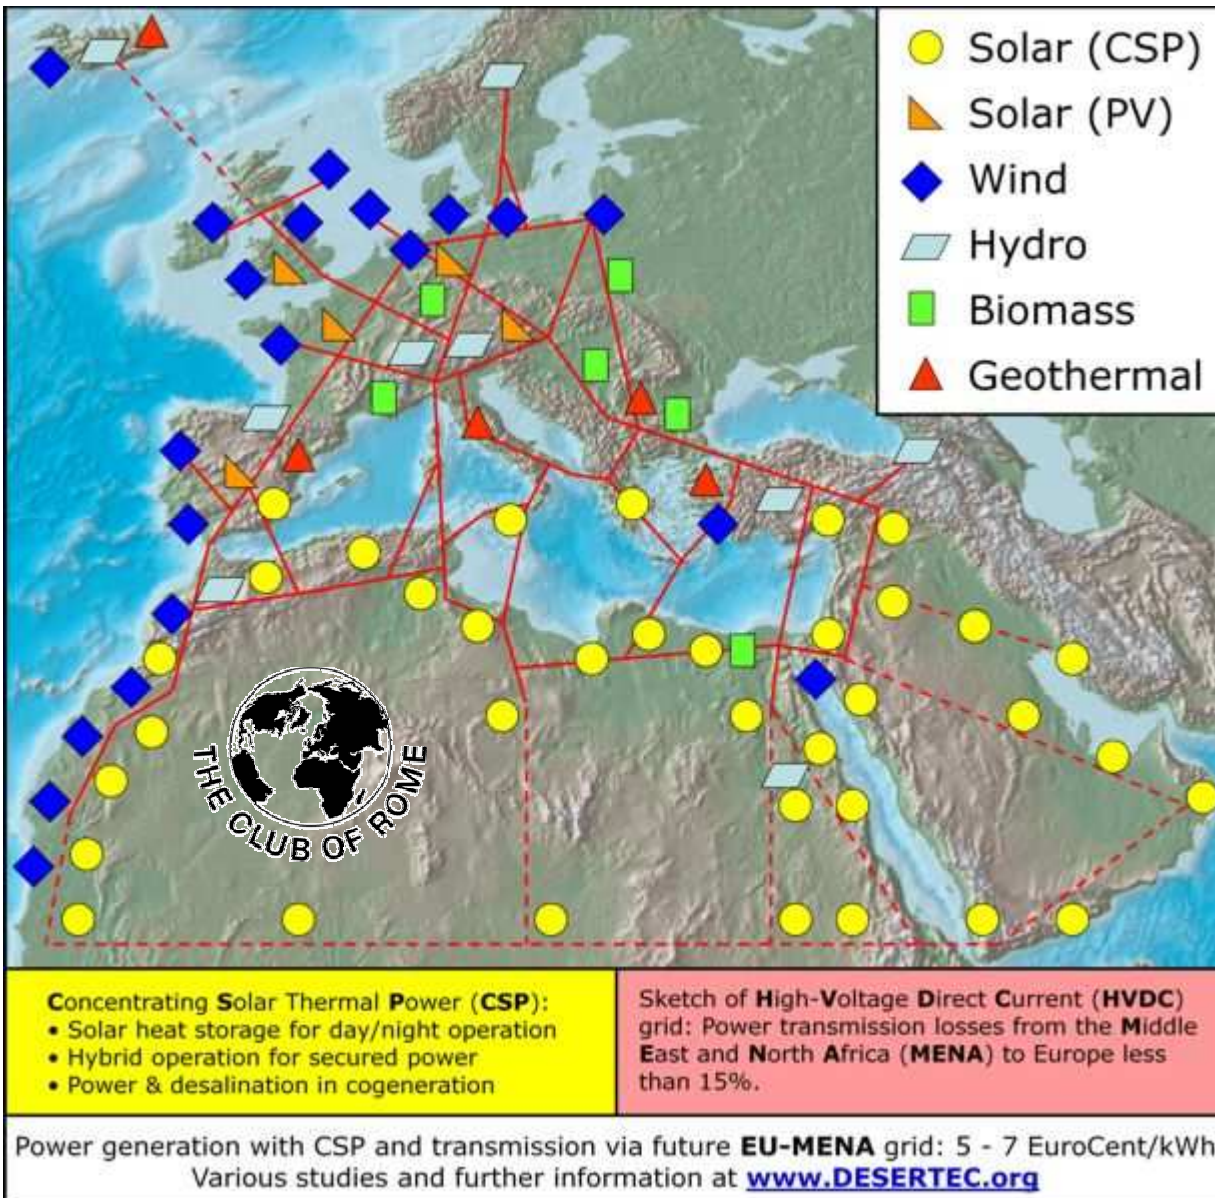 Solar (CSP)
Solar (PV)
Wind
Hydro
Biomass
Geothermal
THE CLUB OF ROME
Concentrating Solar Thermal Power (CSP):
• Solar heat storage for day/night operation
• Hybrid operation for secured power
• Power & desalination in cogeneration
Sketch of High-Voltage Direct Current (HVDC)
grid: Power transmission losses from the Middle
East and North Africa (MENA) to Europe less
than 15%.
Power generation with CSP and transmission via future EU-MENA grid: 5 - 7 EuroCent/kWh
Various studies and further information at www.DESERTEC.org